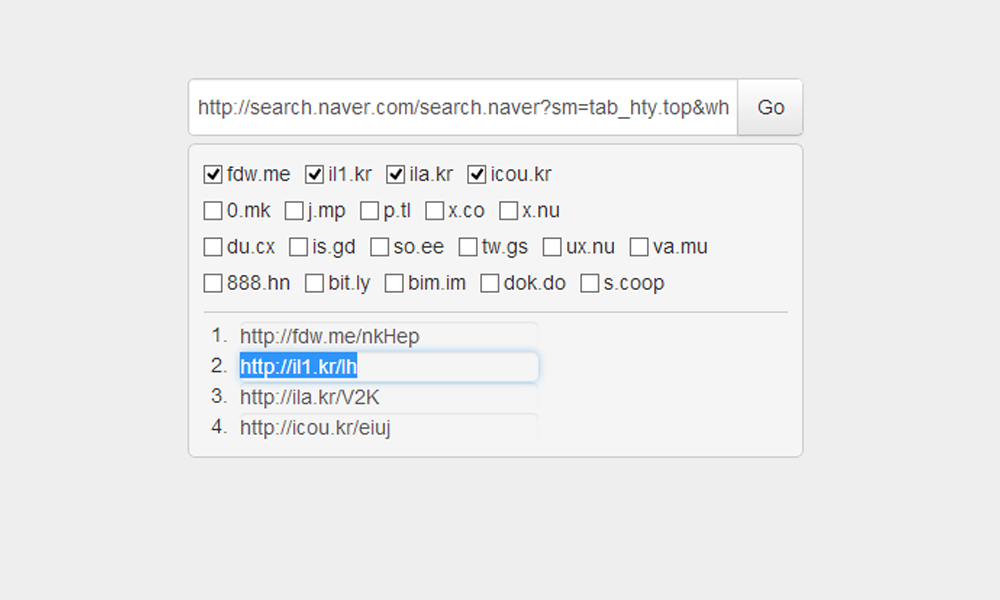 http://search.naver.com/search.naver?sm=tab_hty.top&wh Go
fdw.me il1.kr ila.kr icou.kr
0.mk j.mp p.tl x.co x.nu
du.cx is.gd so.ee tw.gs ux.nu va.mu
888.hn bit.ly bim.im dok.do s.coop
1. http://fdw.me/nkHep
2. http://il1.kr/lh
3. http://ila.kr/V2K
4. http://icou.kr/eiuj